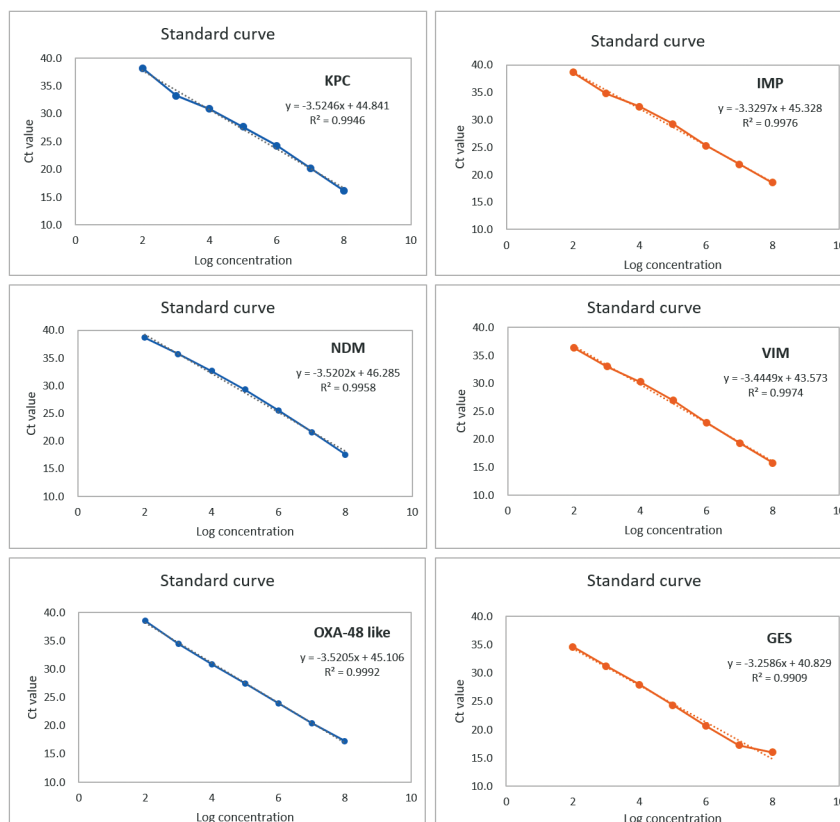 Standard curve
KPC
y = -3.5246x + 44.841
R² = 0.9946
40.0
35.0
30.0
25.0
20.0
15.0
10.0
Ct value
0
2
4
6
8
10
Log concentration
Standard curve
IMP
y = -3.3297x + 45.328
R² = 0.9976
40.0
35.0
30.0
25.0
20.0
15.0
10.0
Ct value
0
2
4
6
8
10
Log concentration
Standard curve
NDM
y = -3.5202x + 46.285
R² = 0.9958
40.0
35.0
30.0
25.0
20.0
15.0
10.0
Ct value
0
2
4
6
8
10
Log concentration
Standard curve
VIM
y = -3.4449x + 43.573
R² = 0.9974
40.0
35.0
30.0
25.0
20.0
15.0
10.0
Ct value
0
2
4
6
8
10
Log concentration
Standard curve
OXA-48 like
y = -3.5205x + 45.106
R² = 0.9992
40.0
35.0
30.0
25.0
20.0
15.0
10.0
Ct value
0
2
4
6
8
10
Log concentration
Standard curve
GES
y = -3.2586x + 40.829
R² = 0.9909
40.0
35.0
30.0
25.0
20.0
15.0
10.0
Ct value
0
2
4
6
8
10
Log concentration